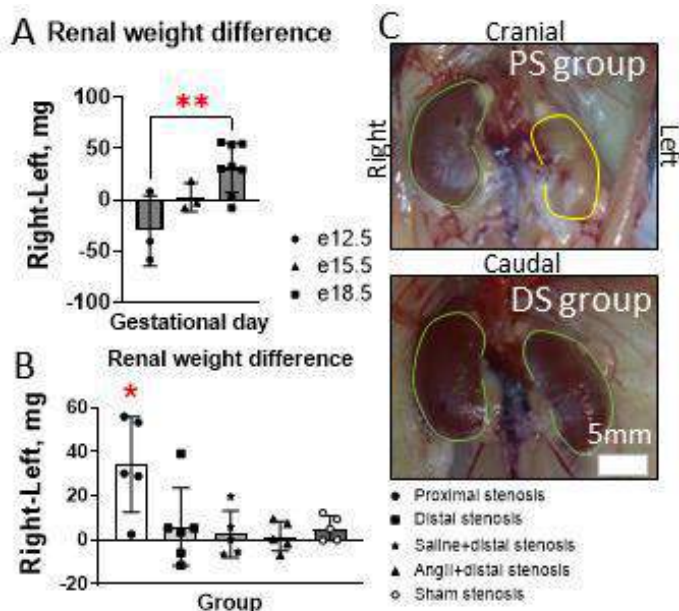 A Renal weight difference
**
Right-Left, mg
100
50
0
-50
-100
Gestational day
e12.5
e15.5
e18.5
B
Renal weight difference
*
Right-Left, mg
60
40
20
0
-20
Group
C
Cranial
PS group
Right
Left
Caudal
DS group
5mm
Proximal stenosis
Distal stenosis
Saline+distal stenosis
AngII+distal stenosis
Sham stenosis